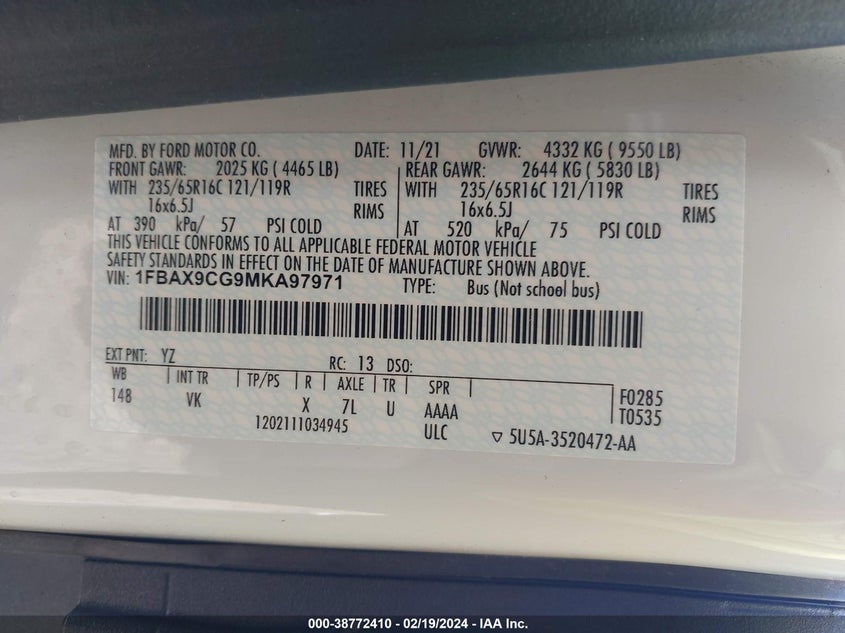 MFD. BY FORD MOTOR CO. DATE: 11/21 GVWR: 4332 KG ( 9550 LB)
FRONT GAWR: 2025 KG ( 4465 LB) REAR GAWR: 2644 KG ( 5830 LB)
WITH 235/65R16C 121/119R TIRES WITH 235/65R16C 121/119R TIRES
16x6.5J RIMS 16x6.5J RIMS
AT 390 kPa/ 57 PSI COLD AT 520 kPa/ 75 PSI COLD
THIS VEHICLE CONFORMS TO ALL APPLICABLE FEDERAL MOTOR VEHICLE
SAFETY STANDARDS IN EFFECT ON THE DATE OF MANUFACTURE SHOWN ABOVE.
VIN: 1FBAX9CG9MKA97971 TYPE: Bus (Not school bus)
EXT PNT: YZ RC: 13 DSO:
WB INT TR TP/PS R AXLE TR SPR F0285
148 VK X 7L U AAAA T0535
1202111034945 ULC ▽ 5U5A-3520472-AA
000-38772410 - 02/19/2024 - IAA Inc.